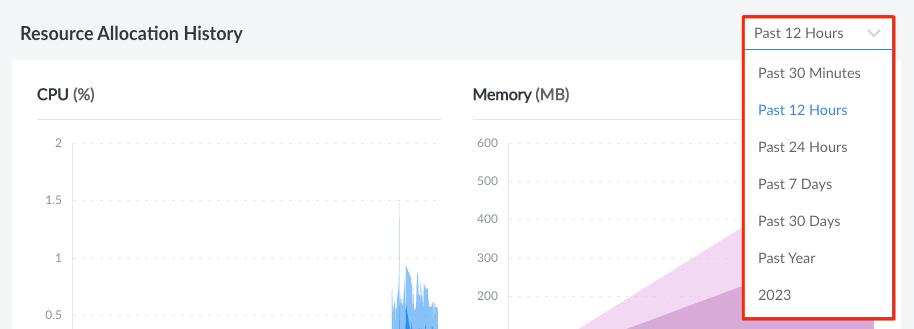 Resource Allocation History
Past 12 Hours
Past 30 Minutes
Past 12 Hours
Past 24 Hours
Past 7 Days
Past 30 Days
Past Year
2023
CPU (%)
2
1.5
1
0.5
Memory (MB)
600
500
400
300
200